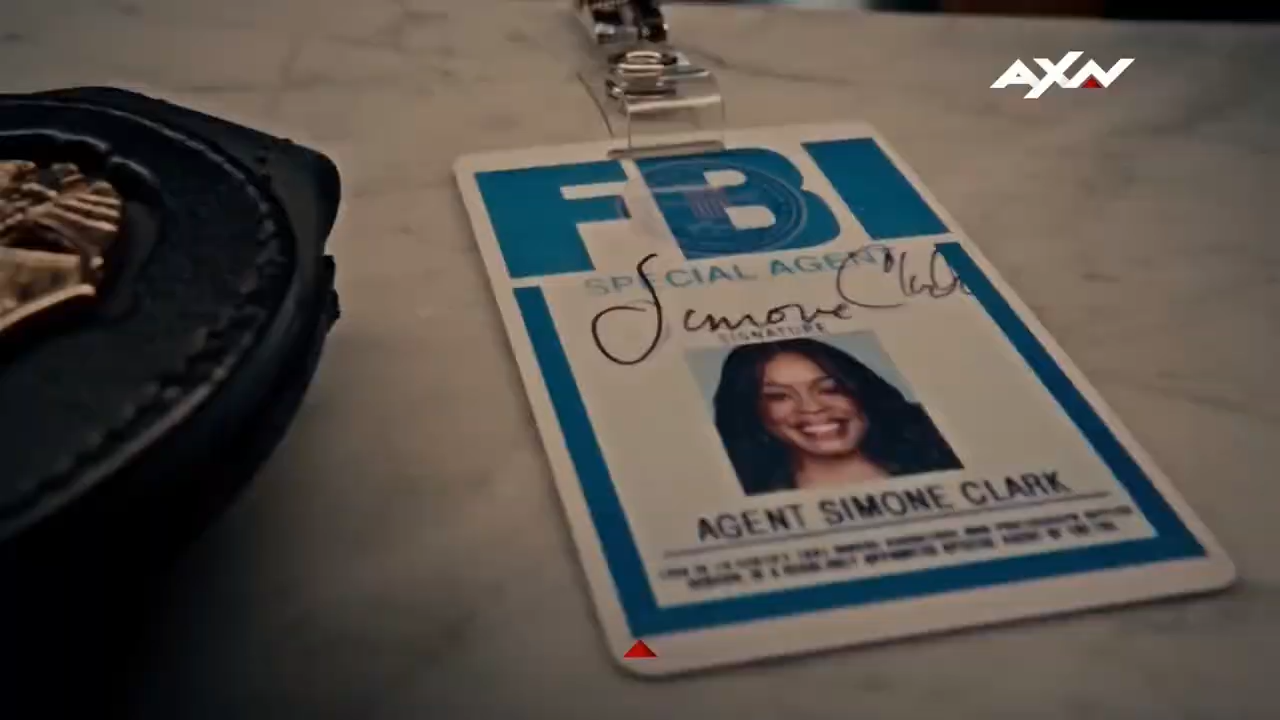 AXN
FBI
SPECIAL AGENT
Simone Clark
SIGNATURE
AGENT SIMONE CLARK